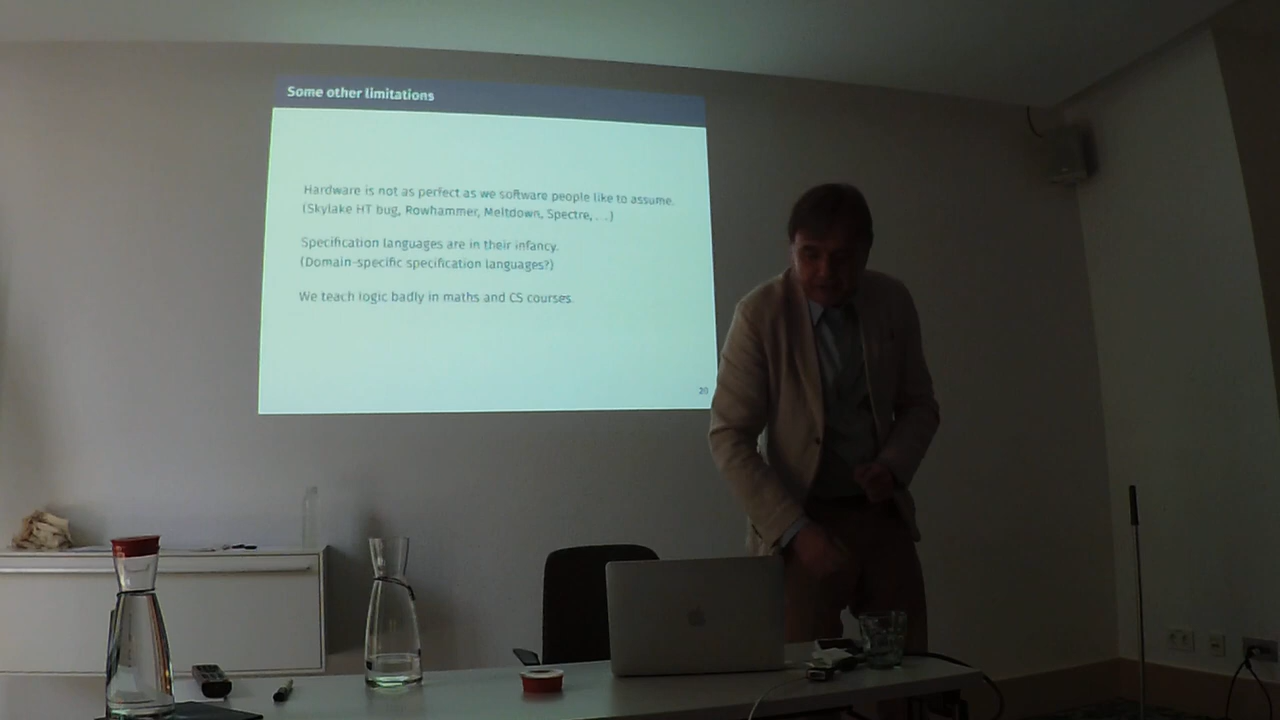 Some other limitations
Hardware is not as perfect as we software people like to assume.
(Skylake HT bug, Rowhammer, Meltdown, Spectre, . . .)
Specification languages are in their infancy.
(Domain-specific specification languages?)
We teach logic badly in maths and CS courses.
20